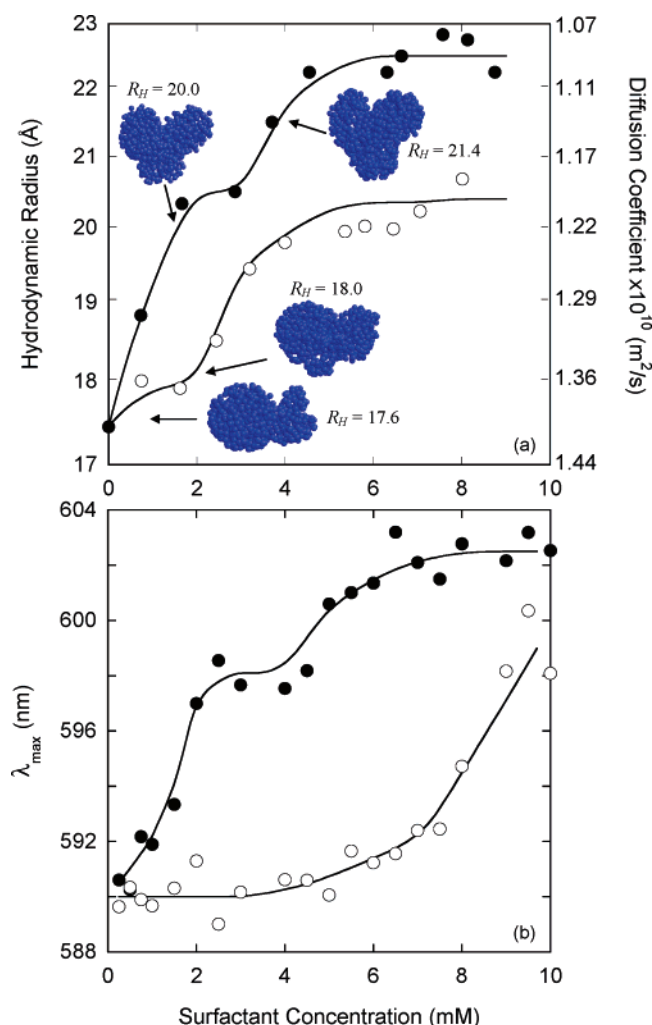 23
22
21
20
19
18
17
Hydrodynamic Radius (Å)
1.07
1.11
1.17
1.22
1.29
1.36
1.44
Diffusion Coefficient x10¹⁰ (m²/s)
R_H = 20.0
R_H = 21.4
R_H = 18.0
R_H = 17.6
(a)
0 2 4 6 8 10
604
600
596
592
588
λ_max (nm)
(b)
0 2 4 6 8 10
Surfactant Concentration (mM)